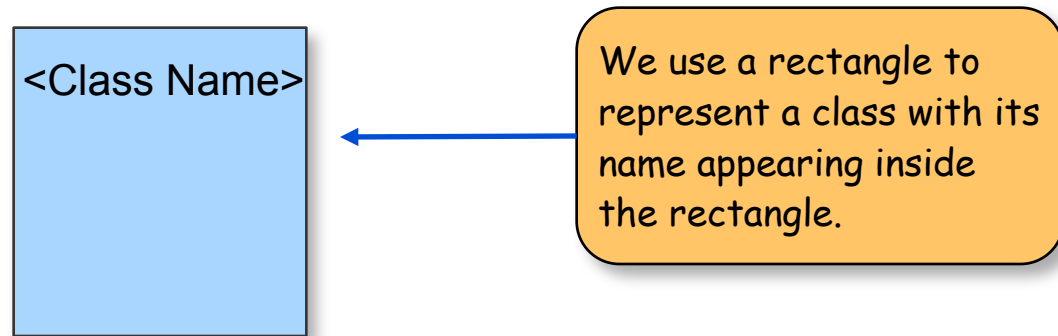 <Class Name>
We use a rectangle to
represent a class with its
name appearing inside
the rectangle.